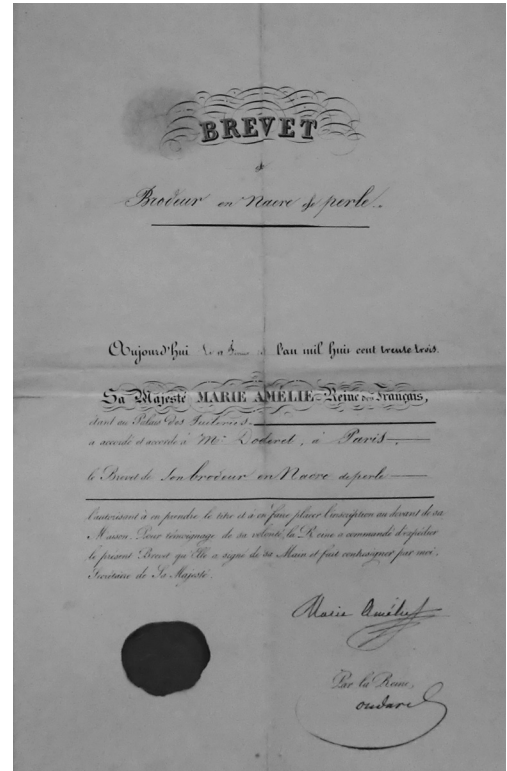 BREVET
de
Brodeur en Nacre de perle.
Aujourd'hui l'an mil huit cent trente trois.
Sa Majesté MARIE AMÉLIE Reine des Français,
étant au Palais des Tuileries
a accordé et accorde à Mr Doderet, à Paris
le Brevet de Son brodeur en Nacre de perle
l'autorisant à en prendre le titre et à en faire placer l'inscription au devant de sa
Maison. Pour témoignage de sa volonté, la Reine a commandé d'expédier
le présent Brevet qu'Elle a signé de sa Main et fait contresigner par moi.
Secrétaire de Sa Majesté.
Marie Amélie
Par la Reine,
oudard